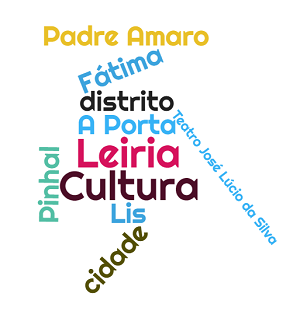 Padre Amaro
Fátima
distrito
A Porta
Teatro José Lúcio da Silva
Leiria
Pinhal
Cultura
Lis
cidade